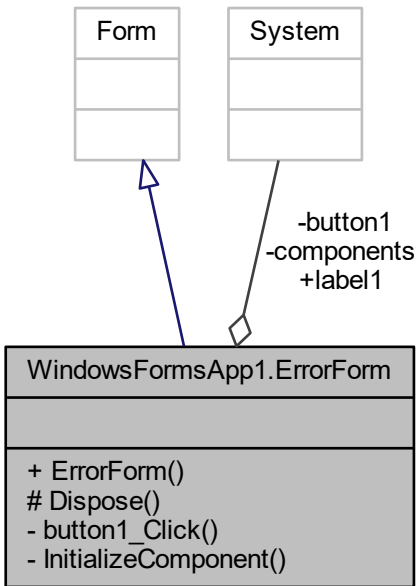 Form
System
-button1
-components
+label1
WindowsFormsApp1.ErrorForm
+ ErrorForm()
# Dispose()
- button1_Click()
- InitializeComponent()